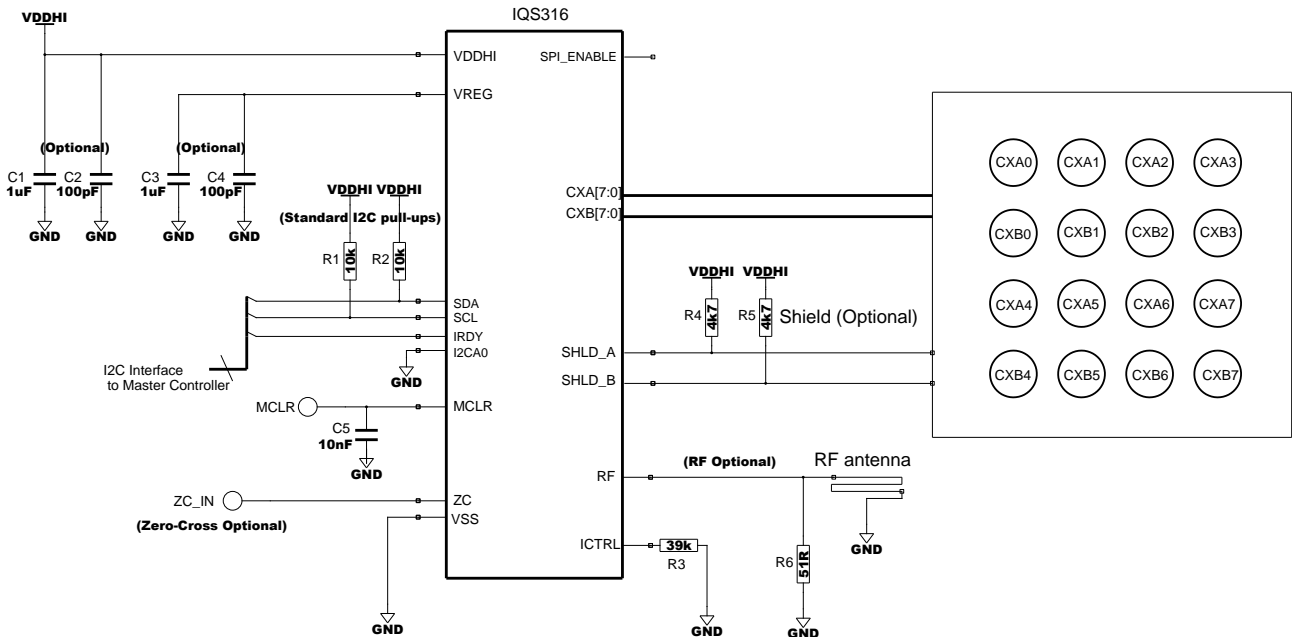 IQS316
VDDHI
VDDHI
VREG
SPI_ENABLE
(Optional)
(Optional)
C1
1uF
C2
100pF
C3
1uF
C4
100pF
GND
GND
GND
GND
VDDHI
VDDHI
(Standard I2C pull-ups)
R1
10k
R2
10k
SDA
SCL
IRDY
I2CA0
GND
I2C Interface
to Master Controller
MCLR
MCLR
C5
10nF
GND
ZC_IN
ZC
(Zero-Cross Optional)
VSS
GND
CXA[7:0]
CXB[7:0]
VDDHI
VDDHI
R4
4k7
R5
4k7
Shield (Optional)
SHLD_A
SHLD_B
RF
(RF Optional)
RF antenna
GND
ICTRL
39k
R3
GND
R6
51R
GND
CXA0 CXA1 CXA2 CXA3
CXB0 CXB1 CXB2 CXB3
CXA4 CXA5 CXA6 CXA7
CXB4 CXB5 CXB6 CXB7